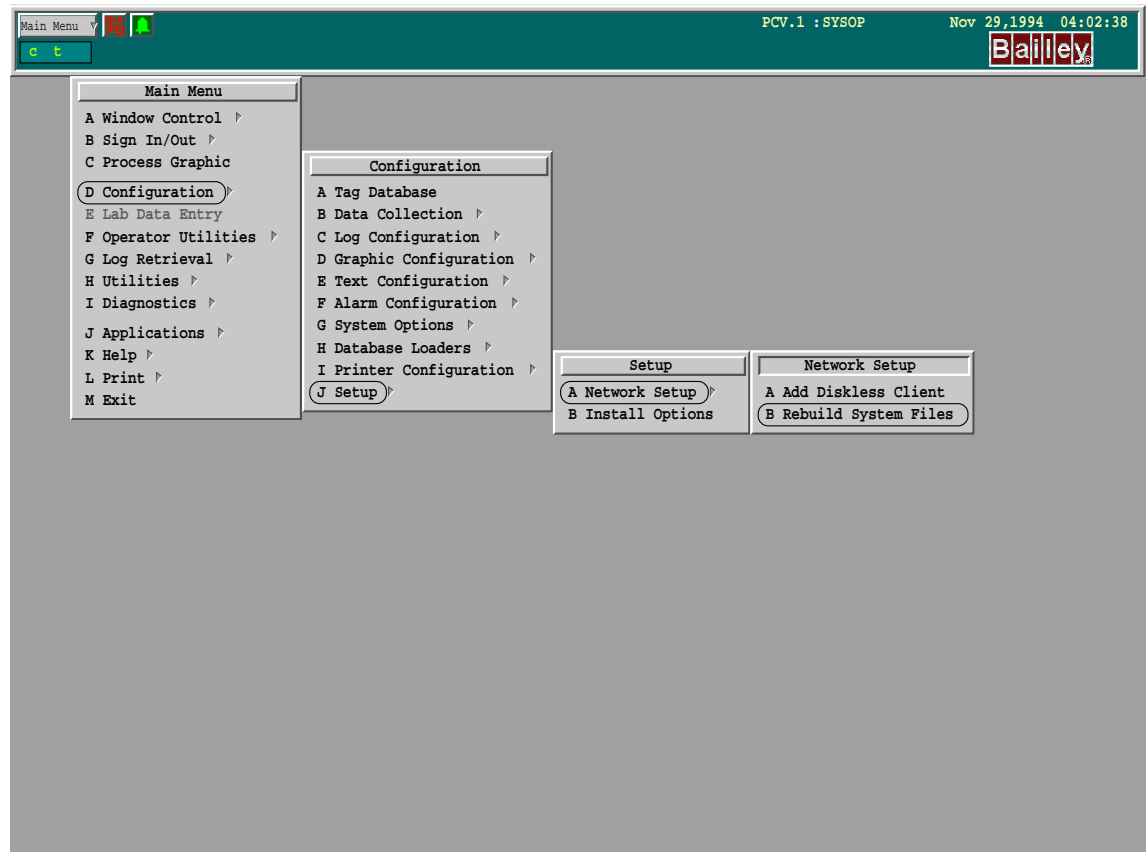 Main Menu
PCV.1 :SYSOP
Nov 29,1994 04:02:38
c t
Bailey®
Main Menu
A Window Control
B Sign In/Out
C Process Graphic
D Configuration
E Lab Data Entry
F Operator Utilities
G Log Retrieval
H Utilities
I Diagnostics
J Applications
K Help
L Print
M Exit
Configuration
A Tag Database
B Data Collection
C Log Configuration
D Graphic Configuration
E Text Configuration
F Alarm Configuration
G System Options
H Database Loaders
I Printer Configuration
J Setup
Setup
A Network Setup
B Install Options
Network Setup
A Add Diskless Client
B Rebuild System Files